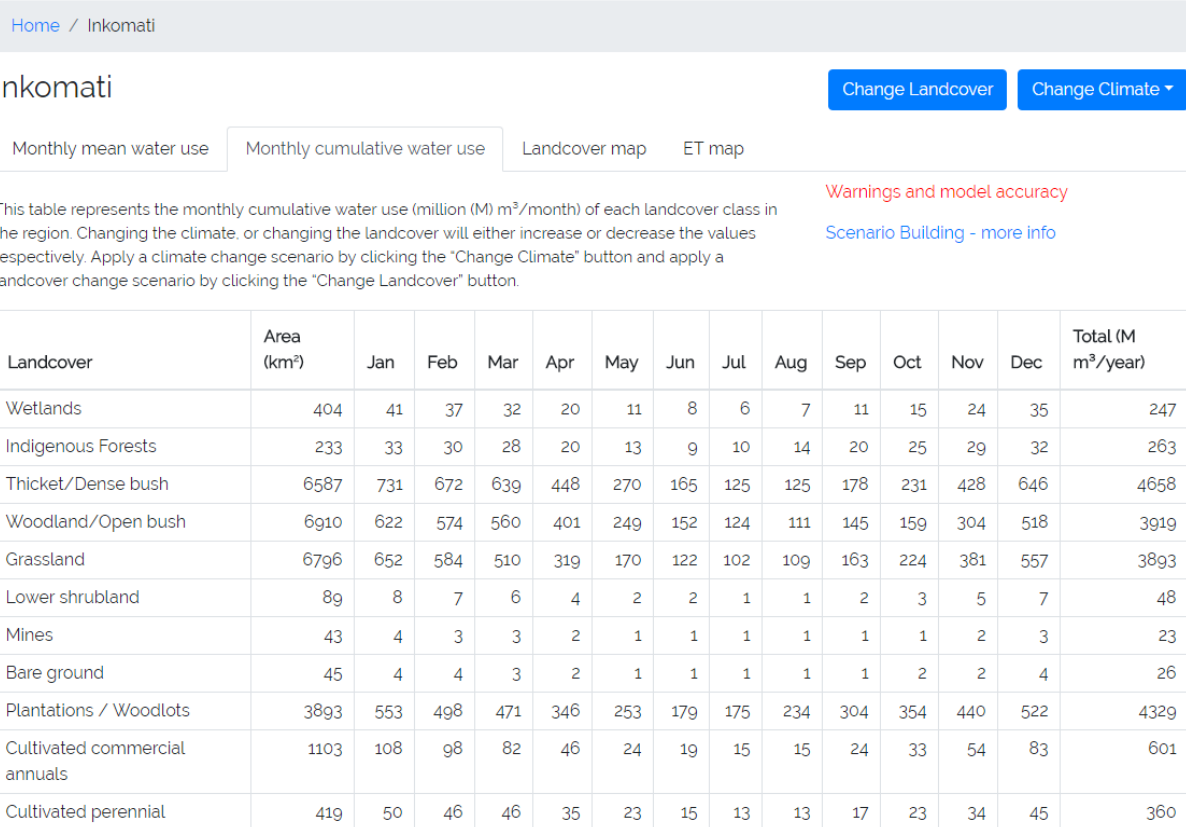 Home / Inkomati
nkomati
Change Landcover
Change Climate
Monthly mean water use
Monthly cumulative water use
Landcover map
ET map
Warnings and model accuracy
Scenario Building - more info
This table represents the monthly cumulative water use (million (M) m³/month) of each landcover class in
he region. Changing the climate, or changing the landcover will either increase or decrease the values
espectively. Apply a climate change scenario by clicking the “Change Climate” button and apply a
andcover change scenario by clicking the “Change Landcover” button.
Landcover Area (km²) Jan Feb Mar Apr May Jun Jul Aug Sep Oct Nov Dec Total (M m³/year)
Wetlands 404 41 37 32 20 11 8 6 7 11 15 24 35 247
Indigenous Forests 233 33 30 28 20 13 9 10 14 20 25 29 32 263
Thicket/Dense bush 6587 731 672 639 448 270 165 125 125 178 231 428 646 4658
Woodland/Open bush 6910 622 574 560 401 249 152 124 111 145 159 304 518 3919
Grassland 6796 652 584 510 319 170 122 102 109 163 224 381 557 3893
Lower shrubland 89 8 7 6 4 2 2 1 1 2 3 5 7 48
Mines 43 4 3 3 2 1 1 1 1 1 1 2 3 23
Bare ground 45 4 4 3 2 1 1 1 1 1 2 2 4 26
Plantations / Woodlots 3893 553 498 471 346 253 179 175 234 304 354 440 522 4329
Cultivated commercial annuals 1103 108 98 82 46 24 19 15 15 24 33 54 83 601
Cultivated perennial 419 50 46 46 35 23 15 13 13 17 23 34 45 360